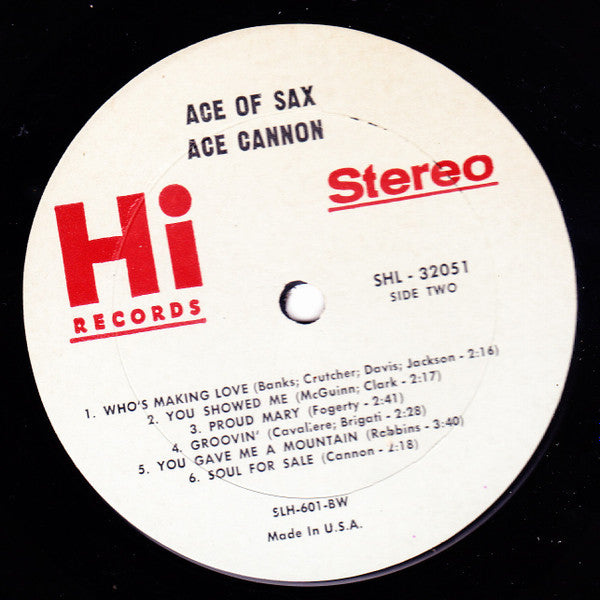 ACE OF SAX
ACE CANNON
Hi
RECORDS
Stereo
SHL - 32051
SIDE TWO
1. WHO'S MAKING LOVE (Banks; Crutcher; Davis; Jackson - 2:16)
2. YOU SHOWED ME (McGuinn; Clark - 2:17)
3. PROUD MARY (Fogerty - 2:41)
4. GROOVIN' (Cavaliere; Brigati - 2:28)
5. YOU GAVE ME A MOUNTAIN (Robbins - 3:40)
6. SOUL FOR SALE (Cannon - 2:18)
SLH-601-BW
Made In U.S.A.